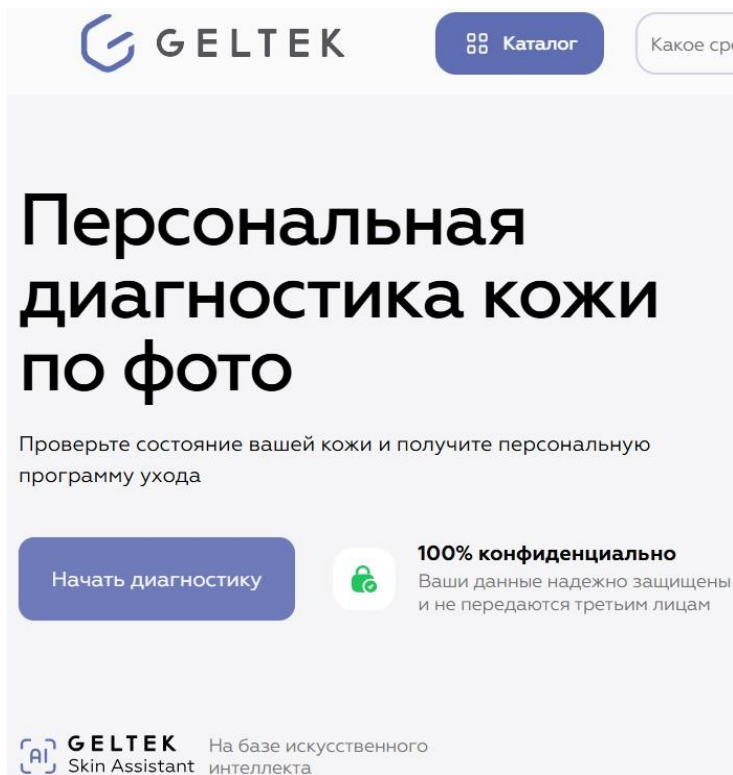 GELTEK
Каталог
Какое
Персональная
диагностика кожи
по фото
Проверьте состояние вашей кожи и получите персональную
программу ухода
Начать диагностику
100% конфиденциально
Ваши данные надежно защищены
и не передаются третьим лицам
AI
GELTEK
Skin Assistant
На базе искусственного
интеллекта